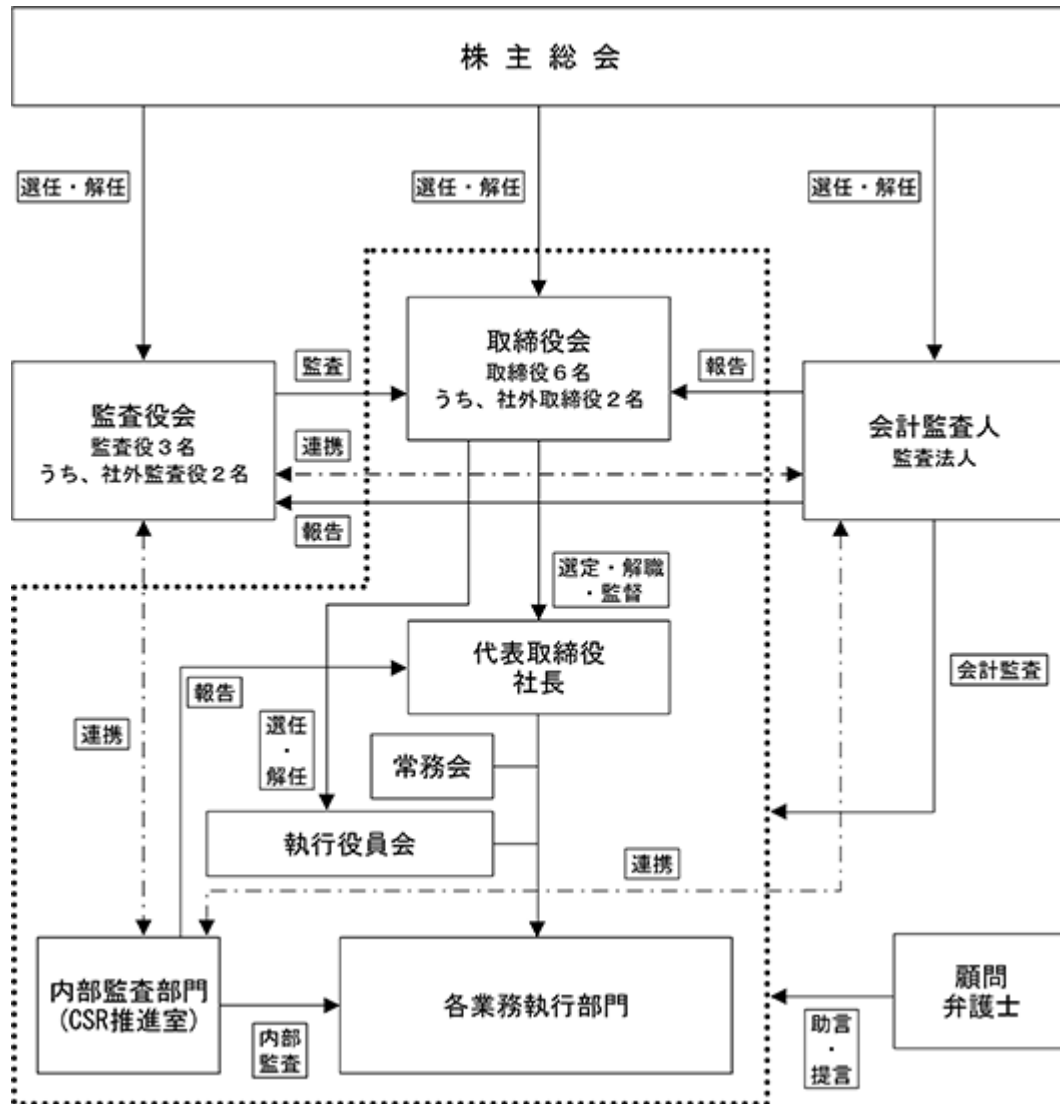 株主総会
選任・解任
選任・解任
選任・解任
取締役会
取締役６名
うち、社外取締役２名
監査
報告
監査役会
監査役３名
うち、社外監査役２名
連携
会計監査人
監査法人
報告
選定・解職
・監督
代表取締役
社長
報告
会計監査
選任
・
解任
連携
常務会
執行役員会
連携
内部監査部門
(CSR推進室)
各業務執行部門
顧問
弁護士
内部
監査
助言
・
提言